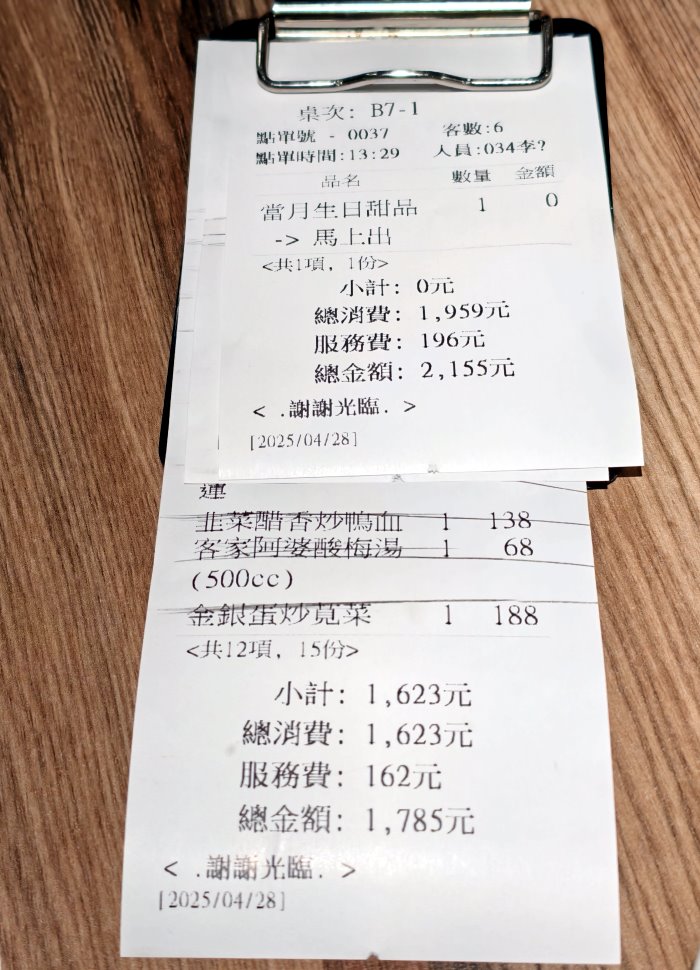 桌次: B7-1
點單號 - 0037 客數:6
點單時間:13:29 人員:034李?
品名 數量 金額
當月生日甜品 1 0
-> 馬上出
<共1項, 1份>
小計: 0元
總消費: 1,959元
服務費: 196元
總金額: 2,155元
< .謝謝光臨. >
[2025/04/28]
運
韭菜醋香炒鴨血 1 138
客家阿婆酸梅湯 1 68
(500cc)
金銀蛋炒莧菜 1 188
<共12項, 15份>
小計: 1,623元
總消費: 1,623元
服務費: 162元
總金額: 1,785元
< .謝謝光臨. >
[2025/04/28]